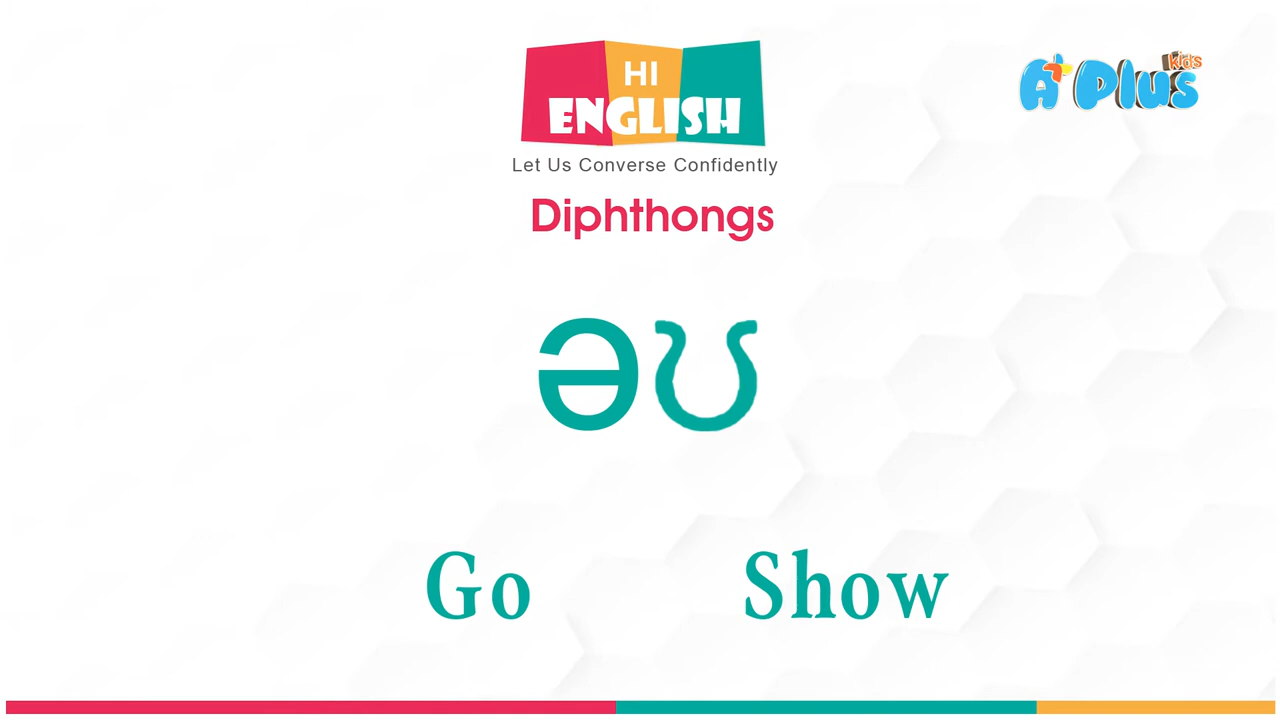 HI
ENGLISH
Let Us Converse Confidently
A+ Plus kids
Diphthongs
əʊ
Go Show